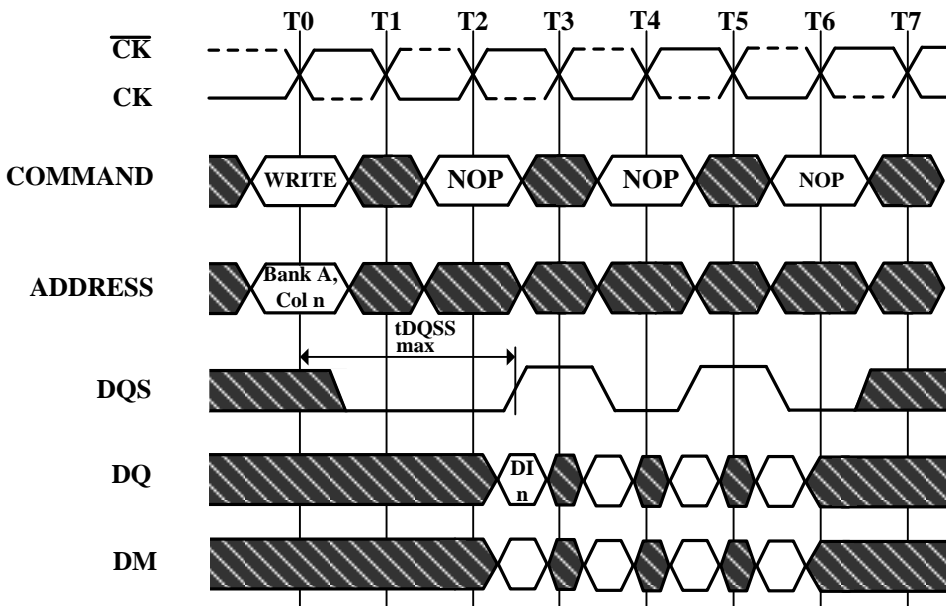 T0 T1 T2 T3 T4 T5 T6 T7
CK
CK
COMMAND WRITE NOP NOP NOP
ADDRESS Bank A,
Col n
tDQSS
max
DQS
DQ DI
n
DM